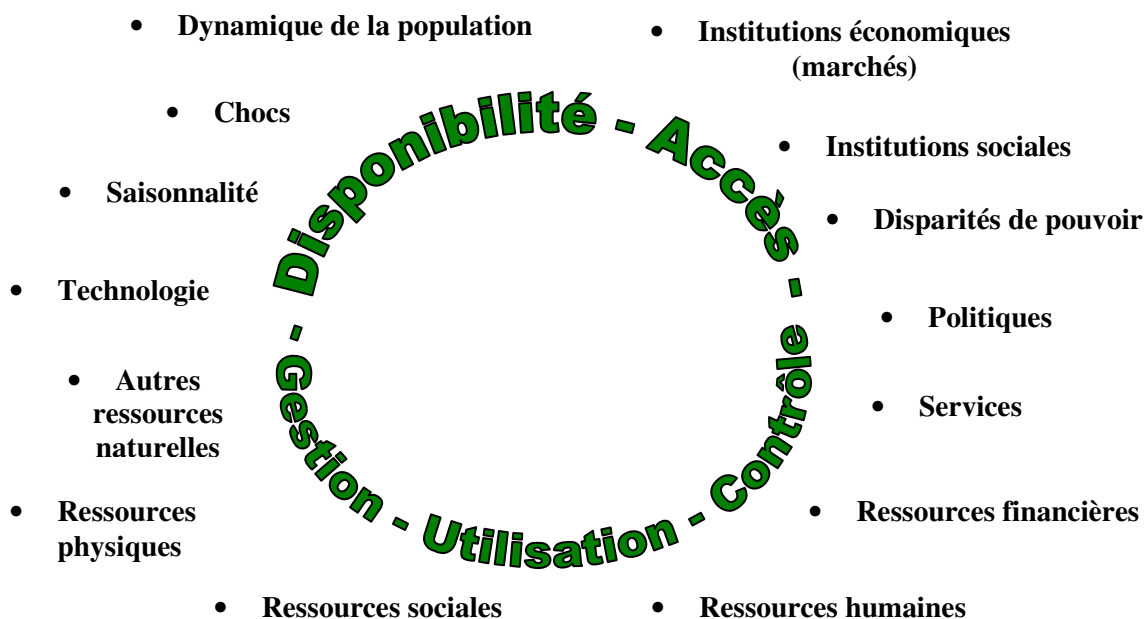 • Dynamique de la population
• Institutions économiques
(marchés)
• Chocs
• Institutions sociales
• Saisonnalité
• Disparités de pouvoir
• Technologie
• Politiques
• Autres
ressources
naturelles
• Services
• Ressources
physiques
• Ressources financières
• Ressources sociales
• Ressources humaines
- Disponibilité - Accés - Contrôle - Utilisation - Gestion